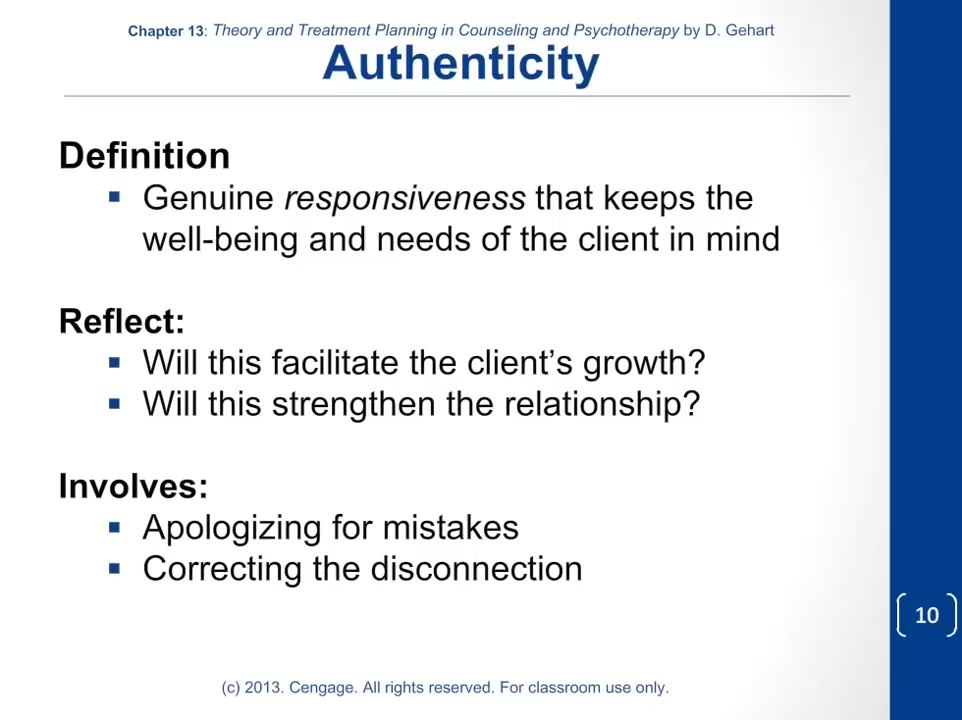 Chapter 13: Theory and Treatment Planning in Counseling and Psychotherapy by D. Gehart
Authenticity
Definition
▪ Genuine responsiveness that keeps the
well-being and needs of the client in mind
Reflect:
▪ Will this facilitate the client’s growth?
▪ Will this strengthen the relationship?
Involves:
▪ Apologizing for mistakes
▪ Correcting the disconnection
10
(c) 2013. Cengage. All rights reserved. For classroom use only.